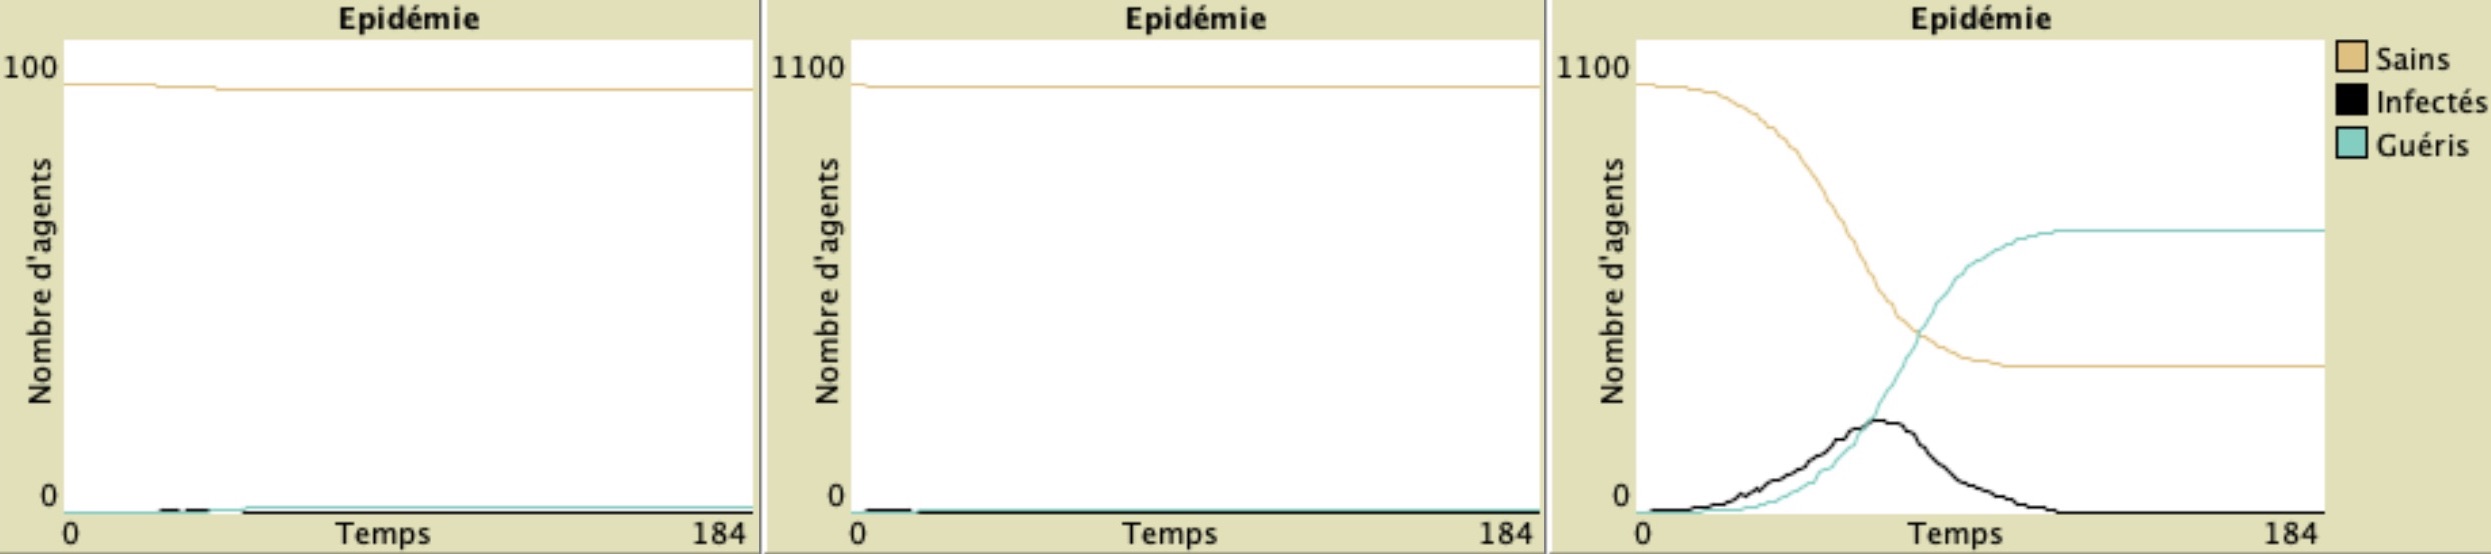 Epidémie
100
Nombre d'agents
0
0
Temps
184
Epidémie
1100
Nombre d'agents
0
0
Temps
184
Epidémie
1100
Nombre d'agents
0
0
Temps
184
Sains
Infectés
Guéris